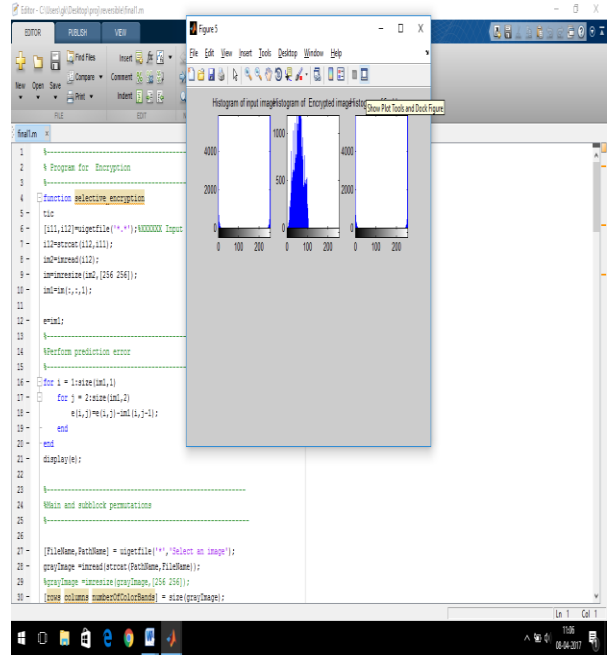 Editor - C:\Users\gk\Desktop\proj\reversible\final1.m
EDITOR PUBLISH VIEW
New Open Save
Find Files
Compare
Print
Insert
Comment
Indent
FILE EDIT
final1.m
Figure 5
File Edit View Insert Tools Desktop Window Help
Show Plot Tools and Dock Figure
Histogram of input image
Histogram of Encrypted image
4000
2000
0
0 100 200
1000
500
0
0 100 200
4000
2000
0
0 100 200
1 %
2 % Program for Encryption
3 %
4 function selective_encryption
5 - tic
6 - [i11,i12]=uigetfile('*.*');%XXXXXX Input
7 - i12=strcat(i12,i11);
8 - im2=imread(i12);
9 - im=imresize(im2,[256 256]);
10 - im1=im(:,:,1);
11
12 - e=im1;
13 %
14 %Perform prediction error
15 %
16 - for i = 1:size(im1,1)
17 - for j = 2:size(im1,2)
18 - e(i,j)=e(i,j)-im1(i,j-1);
19 - end
20 - end
21 - display(e);
22
23 %
24 %Main and subblock permutations
25 %
26
27 - [FileName,PathName] = uigetfile('*','Select an image');
28 - grayImage =imread(strcat(PathName,FileName));
29 %grayImage =imresize(grayImage,[256 256]);
30 - [rows columns numberOfColorBands] = size(grayImage);
Ln 1 Col 1
11:06
08-04-2017